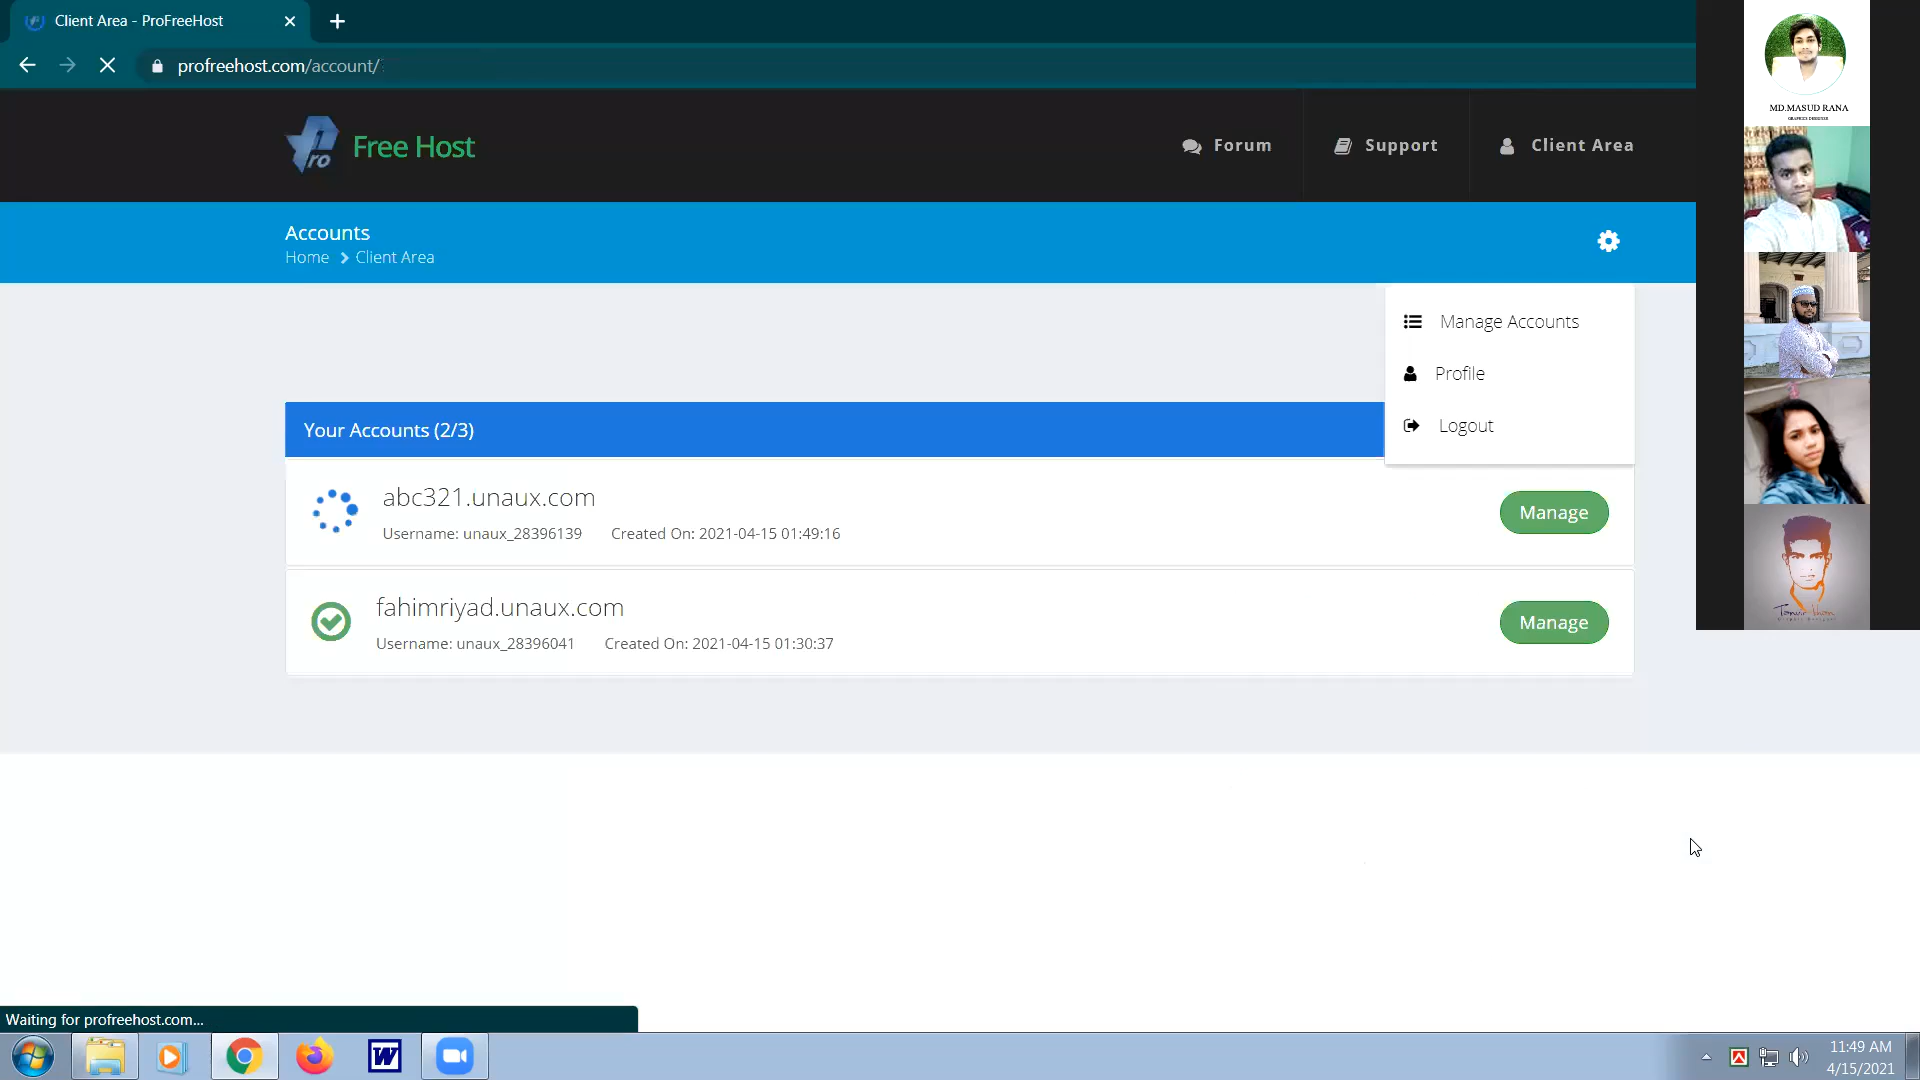 Client Area - ProFreeHost
profreehost.com/account/
Pro Free Host
Forum
Support
Client Area
Accounts
Home > Client Area
Manage Accounts
Profile
Logout
Your Accounts (2/3)
abc321.unaux.com
Username: unaux_28396139 Created On: 2021-04-15 01:49:16
Manage
fahimriyad.unaux.com
Username: unaux_28396041 Created On: 2021-04-15 01:30:37
Manage
MD.MASUD RANA
GRAPHICS DESIGNER
Waiting for profreehost.com...
W
11:49 AM
4/15/2021